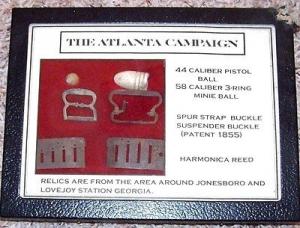 THE ATLANTA CAMPAIGN
44 CALIBER PISTOL
BALL
58 CALIBER 3-RING
MINIE BALL
SPUR STRAP BUCKLE
SUSPENDER BUCKLE
(PATENT 1855)
HARMONICA REED
RELICS ARE FROM THE AREA AROUND JONESBORO AND
LOVEJOY STATION GEORGIA.